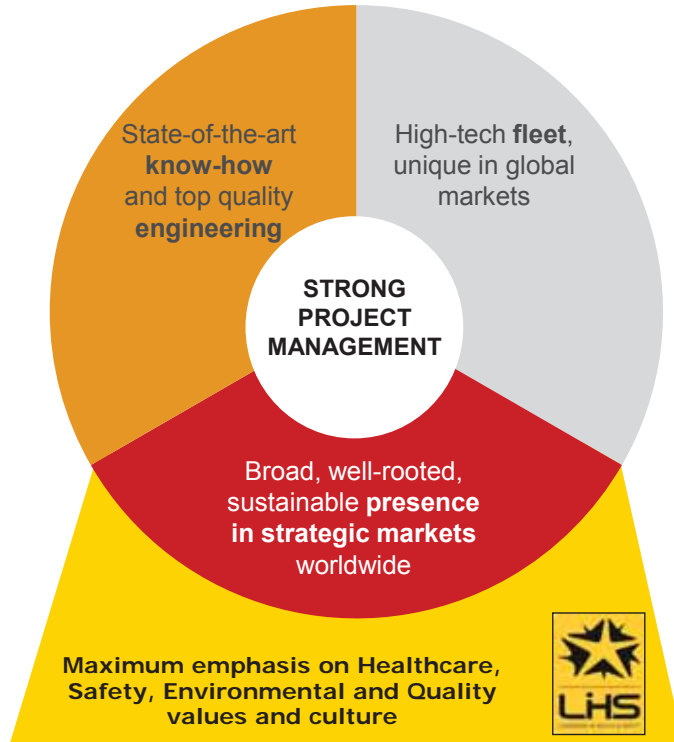 State-of-the-art
know-how
and top quality
engineering
High-tech fleet,
unique in global
markets
STRONG
PROJECT
MANAGEMENT
Broad, well-rooted,
sustainable presence
in strategic markets
worldwide
Maximum emphasis on Healthcare,
Safety, Environmental and Quality
values and culture
LiHS